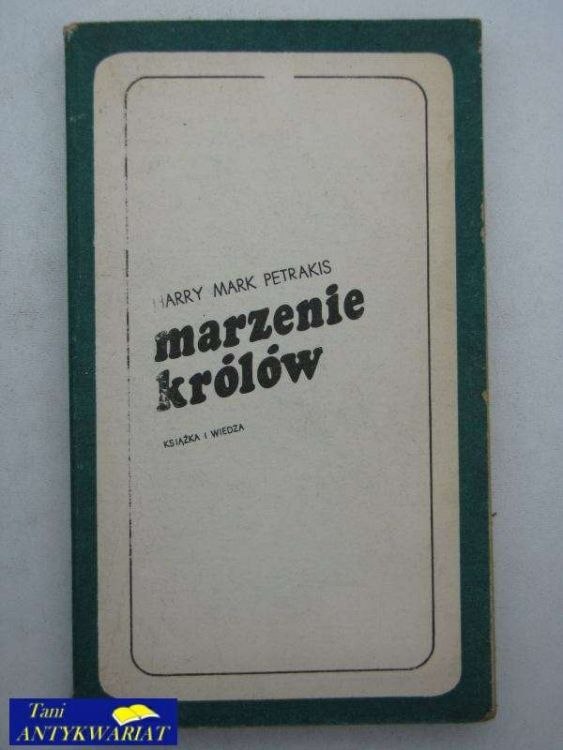 HARRY MARK PETRAKIS
marzenie
królów
KSIĄŻKA I WIEDZA
Tani
ANTYKWARIAT